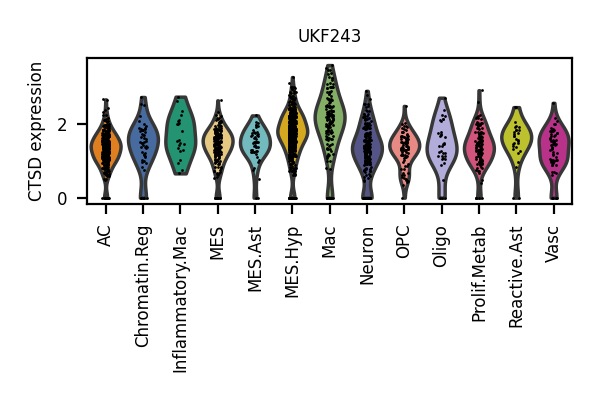 UKF243
CTSD expression
2
0
AC
Chromatin.Reg
Inflammatory.Mac
MES
MES.Ast
MES.Hyp
Mac
Neuron
OPC
Oligo
Prolif.Metab
Reactive.Ast
Vasc